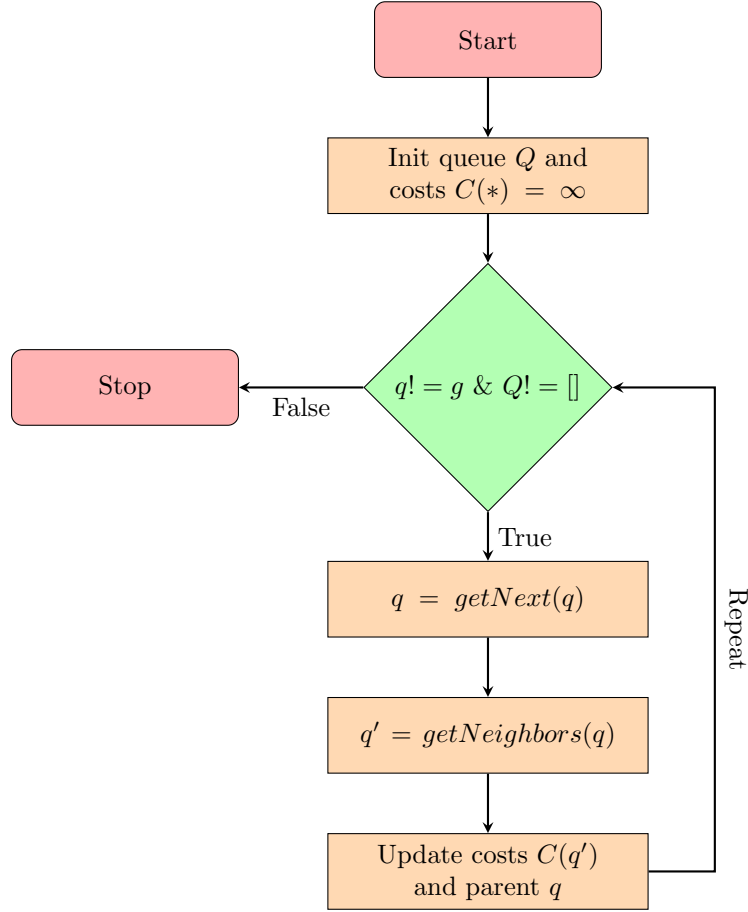 Start
Init queue Q and
costs C(∗) = ∞
q! = g & Q! = []
Stop
False
True
q = getNext(q)
Repeat
q′ = getNeighbors(q)
Update costs C(q′)
and parent q